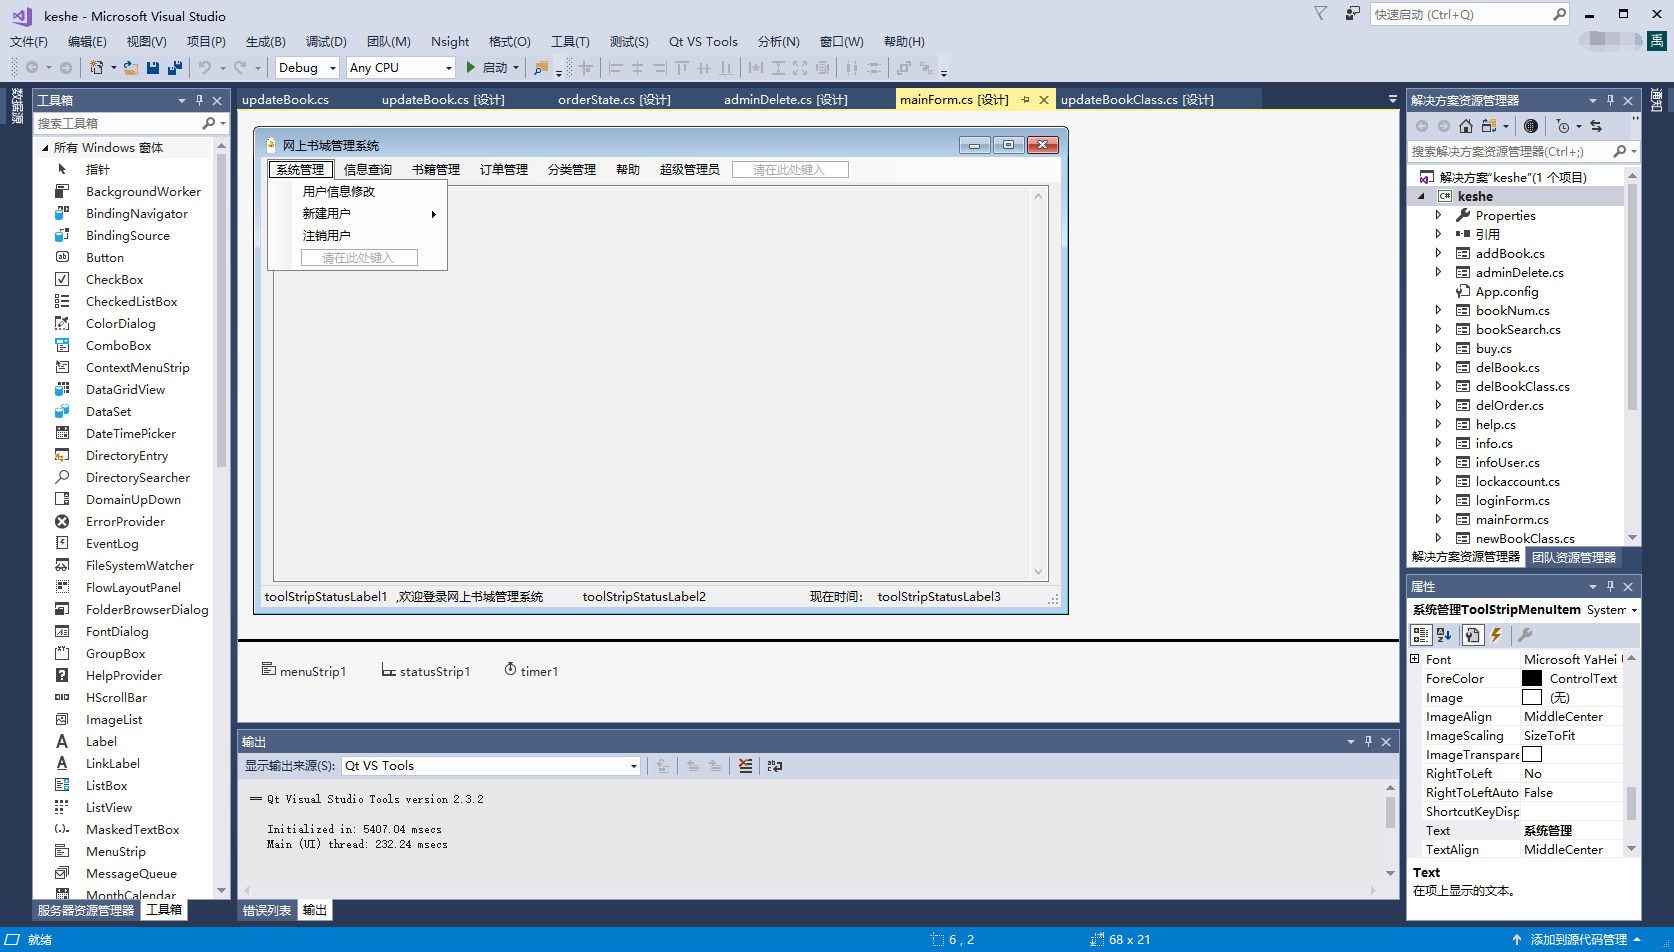 keshe - Microsoft Visual Studio
快速启动 (Ctrl+Q)
文件(F) 编辑(E) 视图(V) 项目(P) 生成(B) 调试(D) 团队(M) Nsight 格式(O) 工具(T) 测试(S) Qt VS Tools 分析(N) 窗口(W) 帮助(H)
禹
Debug Any CPU 启动
数据源
工具箱
搜索工具箱
所有 Windows 窗体
指针
BackgroundWorker
BindingNavigator
BindingSource
Button
CheckBox
CheckedListBox
ColorDialog
ComboBox
ContextMenuStrip
DataGridView
DataSet
DateTimePicker
DirectoryEntry
DirectorySearcher
DomainUpDown
ErrorProvider
EventLog
FileSystemWatcher
FlowLayoutPanel
FolderBrowserDialog
FontDialog
GroupBox
HelpProvider
HScrollBar
ImageList
Label
LinkLabel
ListBox
ListView
MaskedTextBox
MenuStrip
MessageQueue
MonthCalendar
服务器资源管理器 工具箱
updateBook.cs updateBook.cs [设计] orderState.cs [设计] adminDelete.cs [设计] mainForm.cs [设计] updateBookClass.cs [设计]
网上书城管理系统
系统管理 信息查询 书籍管理 订单管理 分类管理 帮助 超级管理员 请在此处键入
用户信息修改
新建用户
注销用户
请在此处键入
toolStripStatusLabel1 ,欢迎登录网上书城管理系统 toolStripStatusLabel2 现在时间: toolStripStatusLabel3
menuStrip1 statusStrip1 timer1
输出
显示输出来源(S): Qt VS Tools
== Qt Visual Studio Tools version 2.3.2
Initialized in: 5407.04 msecs
Main (UI) thread: 232.24 msecs
错误列表 输出
解决方案资源管理器
搜索解决方案资源管理器(Ctrl+;)
解决方案"keshe"(1 个项目)
C# keshe
Properties
引用
addBook.cs
adminDelete.cs
App.config
bookNum.cs
bookSearch.cs
buy.cs
delBook.cs
delBookClass.cs
delOrder.cs
help.cs
info.cs
infoUser.cs
lockaccount.cs
loginForm.cs
mainForm.cs
newBookClass.cs
解决方案资源管理器 团队资源管理器
通知
属性
系统管理ToolStripMenuItem System
Font Microsoft YaHei
ForeColor ControlText
Image (无)
ImageAlign MiddleCenter
ImageScaling SizeToFit
ImageTranspare
RightToLeft No
RightToLeftAuto False
ShortcutKeyDisp
Text 系统管理
TextAlign MiddleCenter
Text
在项上显示的文本。
就绪 6 , 2 68 x 21 添加到源代码管理